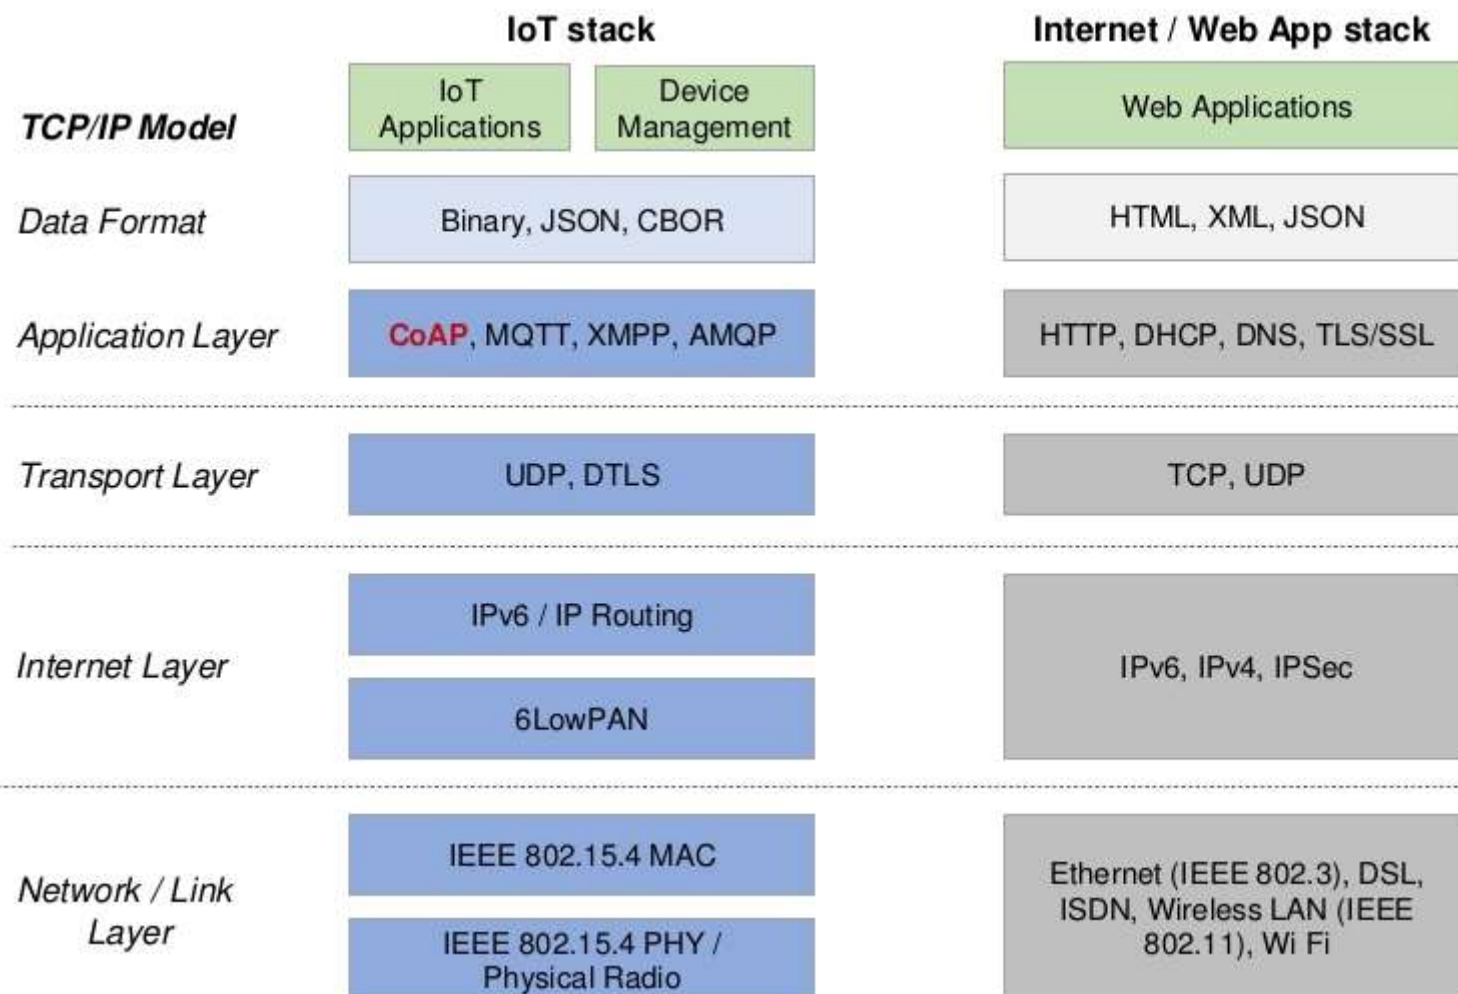 IoT stack
Internet / Web App stack
TCP/IP Model
IoT
Applications
Device
Management
Web Applications
Data Format
Binary, JSON, CBOR
HTML, XML, JSON
Application Layer
CoAP, MQTT, XMPP, AMQP
HTTP, DHCP, DNS, TLS/SSL
Transport Layer
UDP, DTLS
TCP, UDP
Internet Layer
IPv6 / IP Routing
6LowPAN
IPv6, IPv4, IPSec
Network / Link
Layer
IEEE 802.15.4 MAC
IEEE 802.15.4 PHY /
Physical Radio
Ethernet (IEEE 802.3), DSL,
ISDN, Wireless LAN (IEEE
802.11), Wi Fi